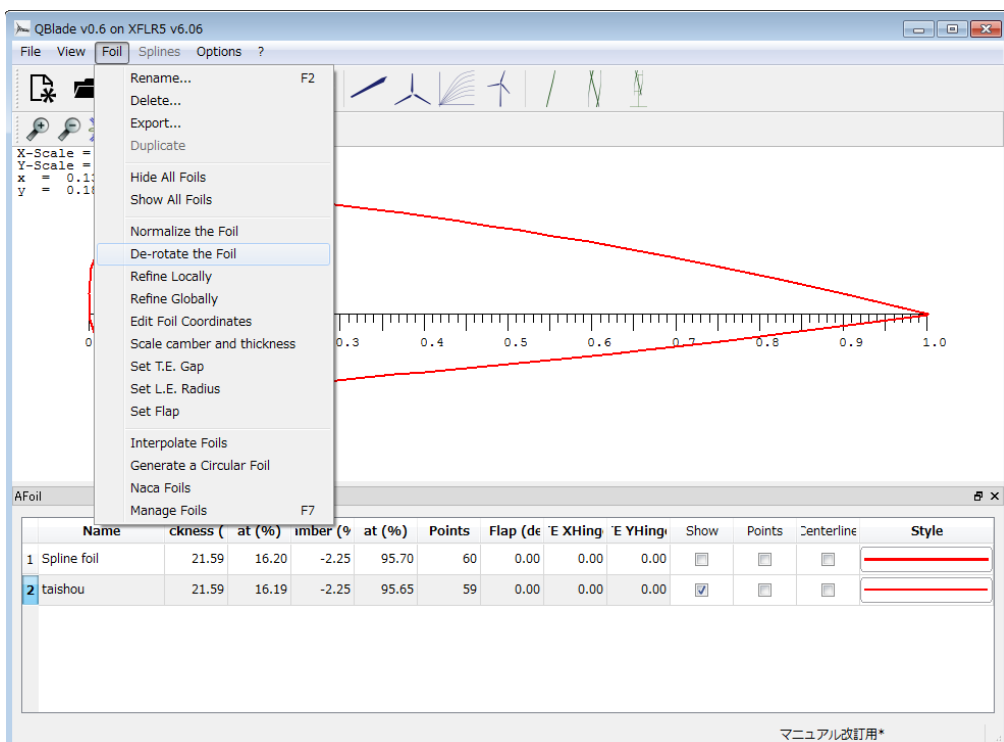 QBlade v0.6 on XFLR5 v6.06
File View Foil Splines Options ?
Rename... F2
Delete...
Export...
Duplicate
Hide All Foils
Show All Foils
Normalize the Foil
De-rotate the Foil
Refine Locally
Refine Globally
Edit Foil Coordinates
Scale camber and thickness
Set T.E. Gap
Set L.E. Radius
Set Flap
Interpolate Foils
Generate a Circular Foil
Naca Foils
Manage Foils F7
X-Scale =
Y-Scale =
x = 0.1
y = 0.18
0 0.3 0.4 0.5 0.6 0.7 0.8 0.9 1.0
AFoil
Name ckness ( at (%) mber (% at (%) Points Flap (de E XHing E YHing Show Points Centerline Style
1 Spline foil 21.59 16.20 -2.25 95.70 60 0.00 0.00 0.00
2 taishou 21.59 16.19 -2.25 95.65 59 0.00 0.00 0.00
マニュアル改訂用*